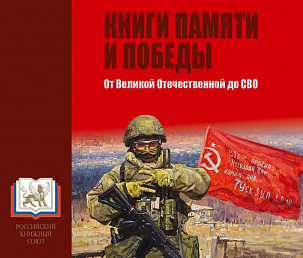 КНИГИ ПАМЯТИ
И ПОБЕДЫ
От Великой Отечественной до СВО
РОССИЙСКИЙ
КНИЖНЫЙ
СОЮЗ